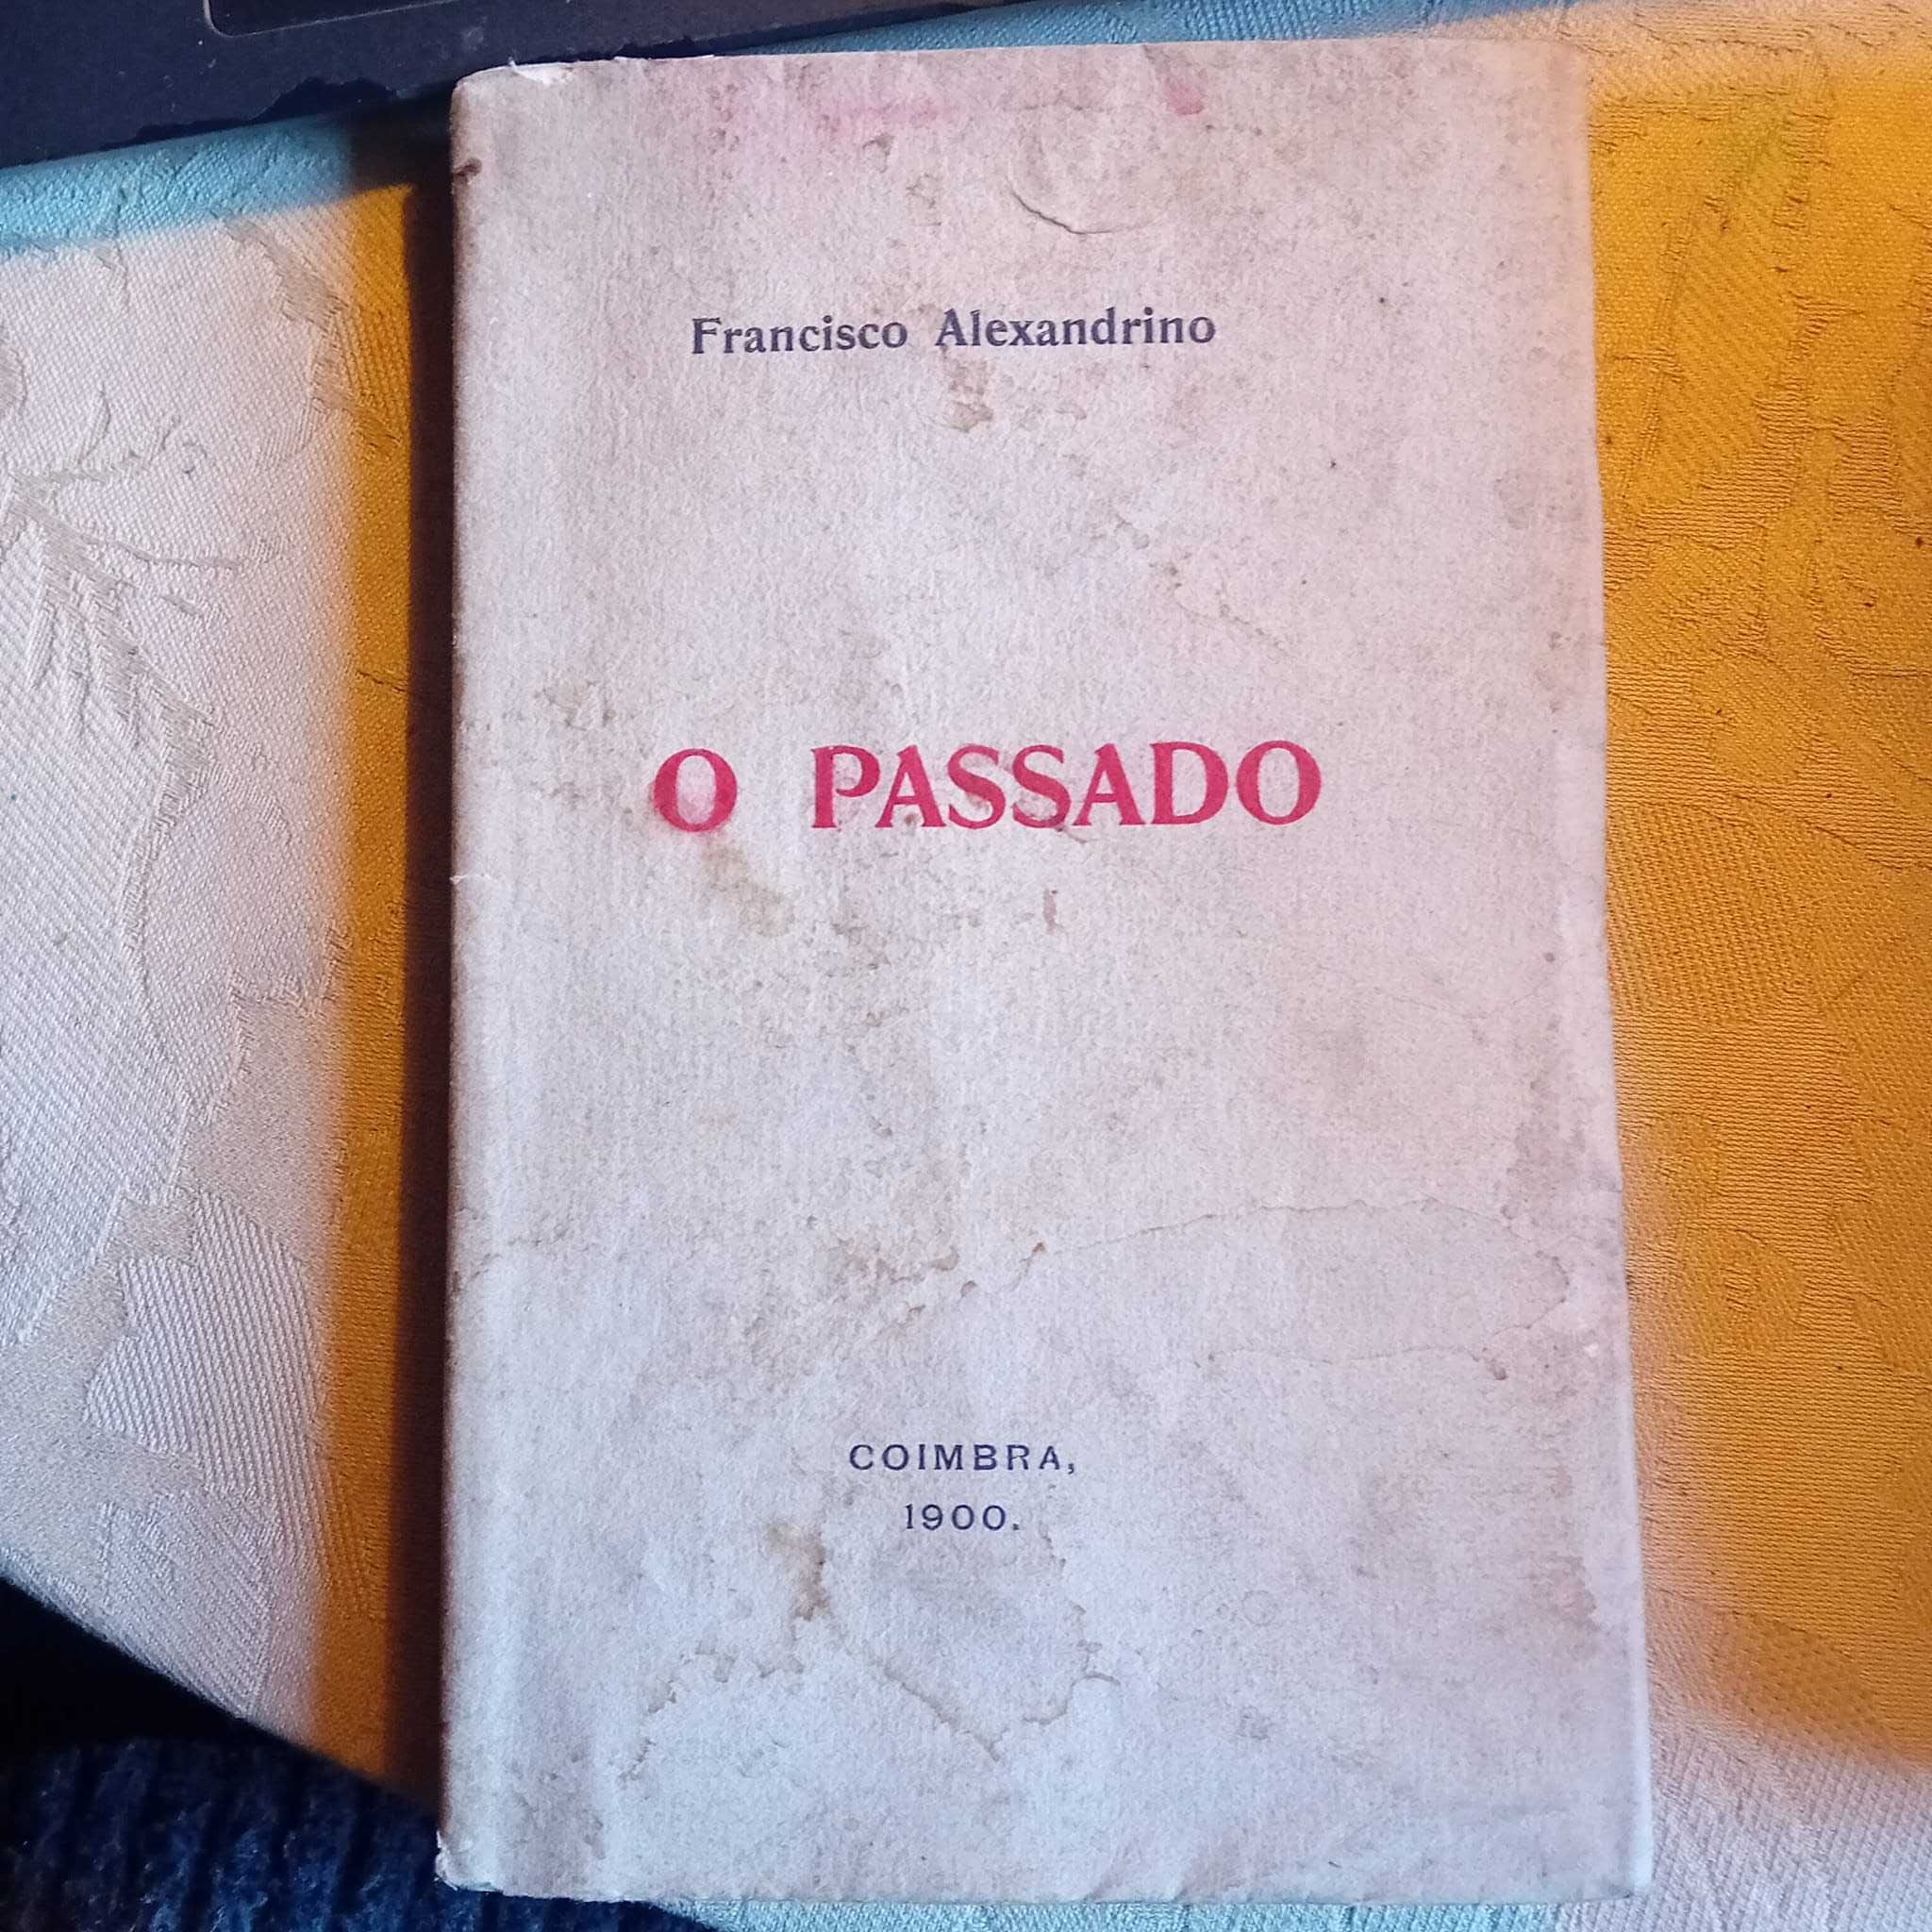 Francisco Alexandrino
O PASSADO
COIMBRA,
1900.